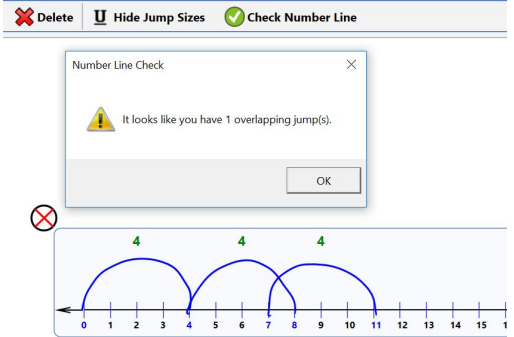 Delete U Hide Jump Sizes Check Number Line
Number Line Check
It looks like you have 1 overlapping jump(s).
OK
4 4 4
0 1 2 3 4 5 6 7 8 9 10 11 12 13 14 15